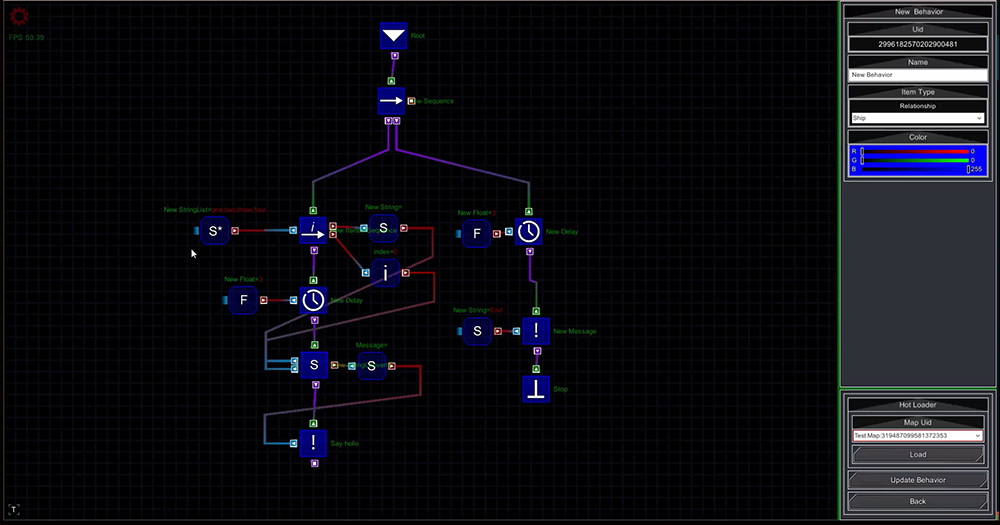 FPS 59.39
Root
Sequence
New StringList=one,two,three,four
S*
i
New String=
S
index=0
i
New Float=3
F
New Delay
New Float=3
F
New Delay
S
Message=
S
New String=End
S
!
New Message
Stop
!
Say hello
T
New Behavior
Uid
2996182570202900481
Name
New Behavior
Item Type
Relationship
Ship
Color
R
0
G
0
B
255
Hot Loader
Map Uid
Test Map:319487099581372353
Load
Update Behavior
Back